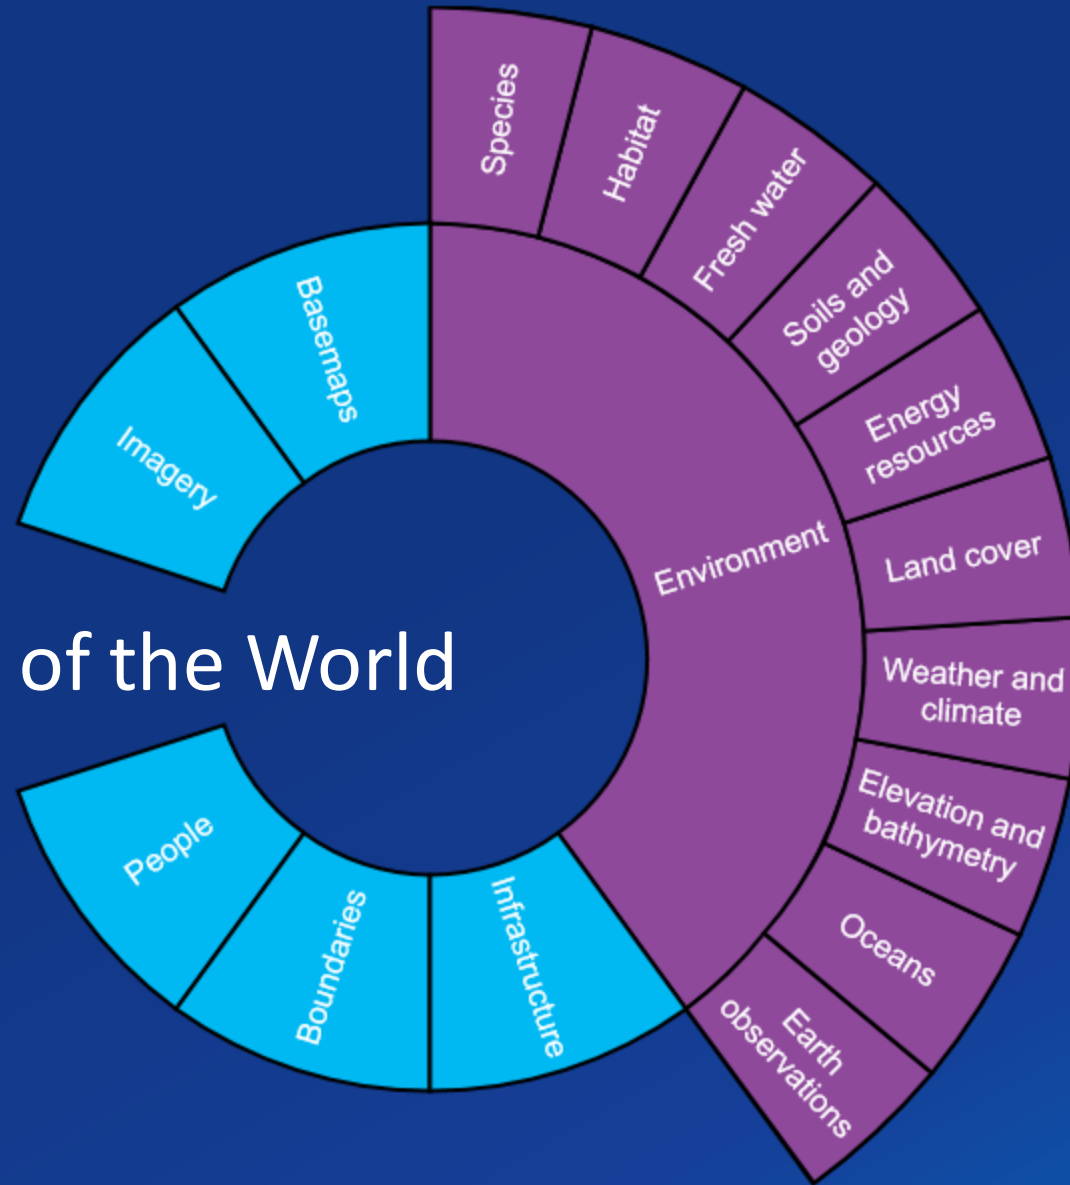 Species
Habitat
Fresh water
Soils and
geology
Energy
resources
Land cover
Weather and
climate
Elevation and
bathymetry
Oceans
Earth
observations
Environment
Basemaps
Imagery
of the World
People
Boundaries
Infrastructure